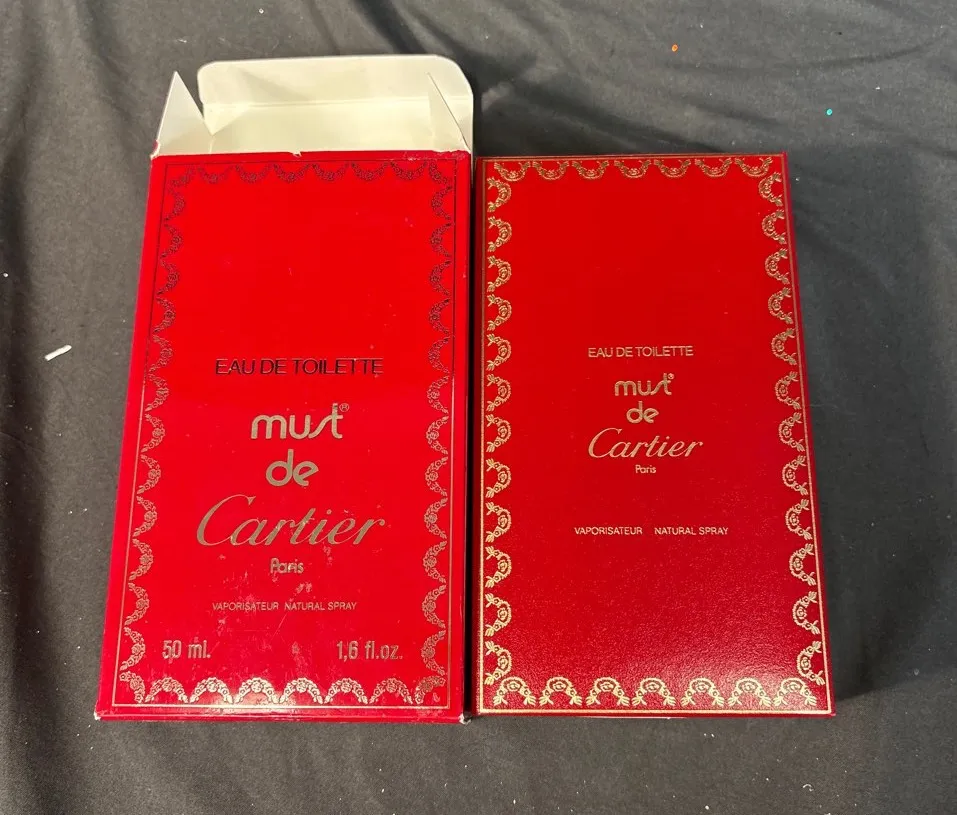 EAU DE TOILETTE
must®
de
Cartier
Paris
VAPORISATEUR NATURAL SPRAY
50 ml. 1,6 fl.oz.
EAU DE TOILETTE
must®
de
Cartier
Paris
VAPORISATEUR NATURAL SPRAY